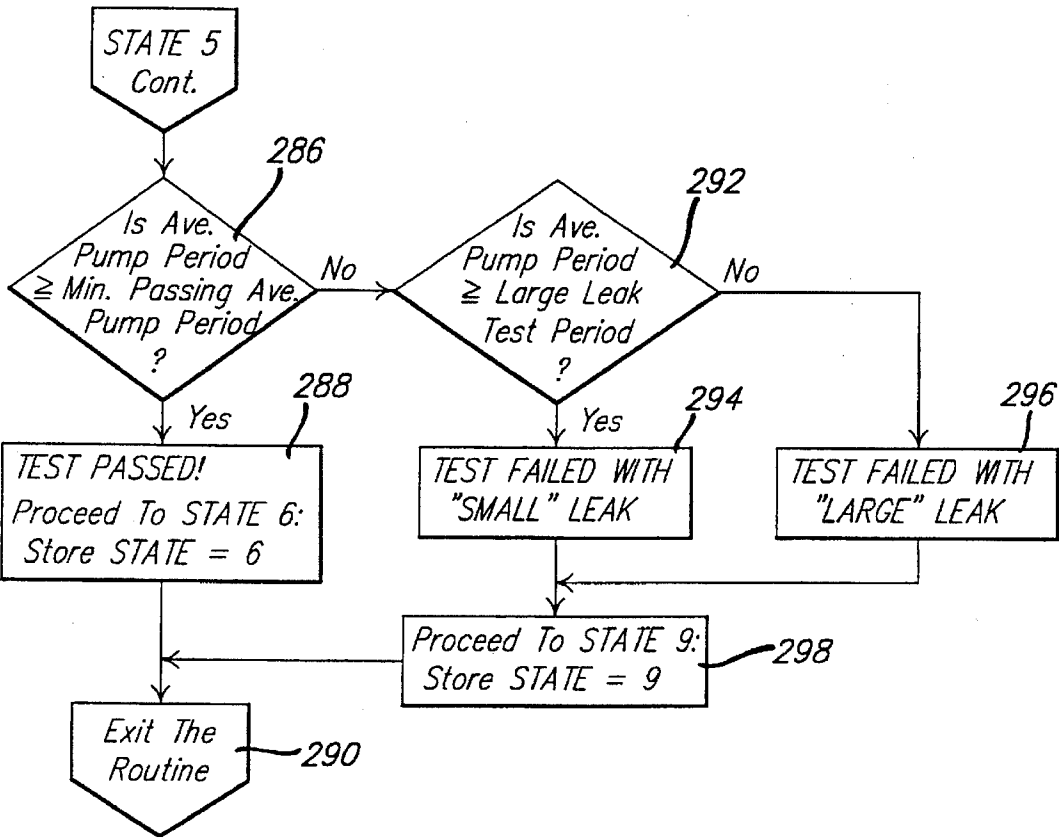 STATE 5
Cont.
286
Is Ave.
Pump Period
≧ Min. Passing Ave.
Pump Period
?
No
292
Is Ave.
Pump Period
≧ Large Leak
Test Period
?
No
Yes
288
TEST PASSED!
Proceed To STATE 6:
Store STATE = 6
Yes
294
TEST FAILED WITH
"SMALL" LEAK
296
TEST FAILED WITH
"LARGE" LEAK
Proceed To STATE 9:
Store STATE = 9
298
Exit The
Routine
290